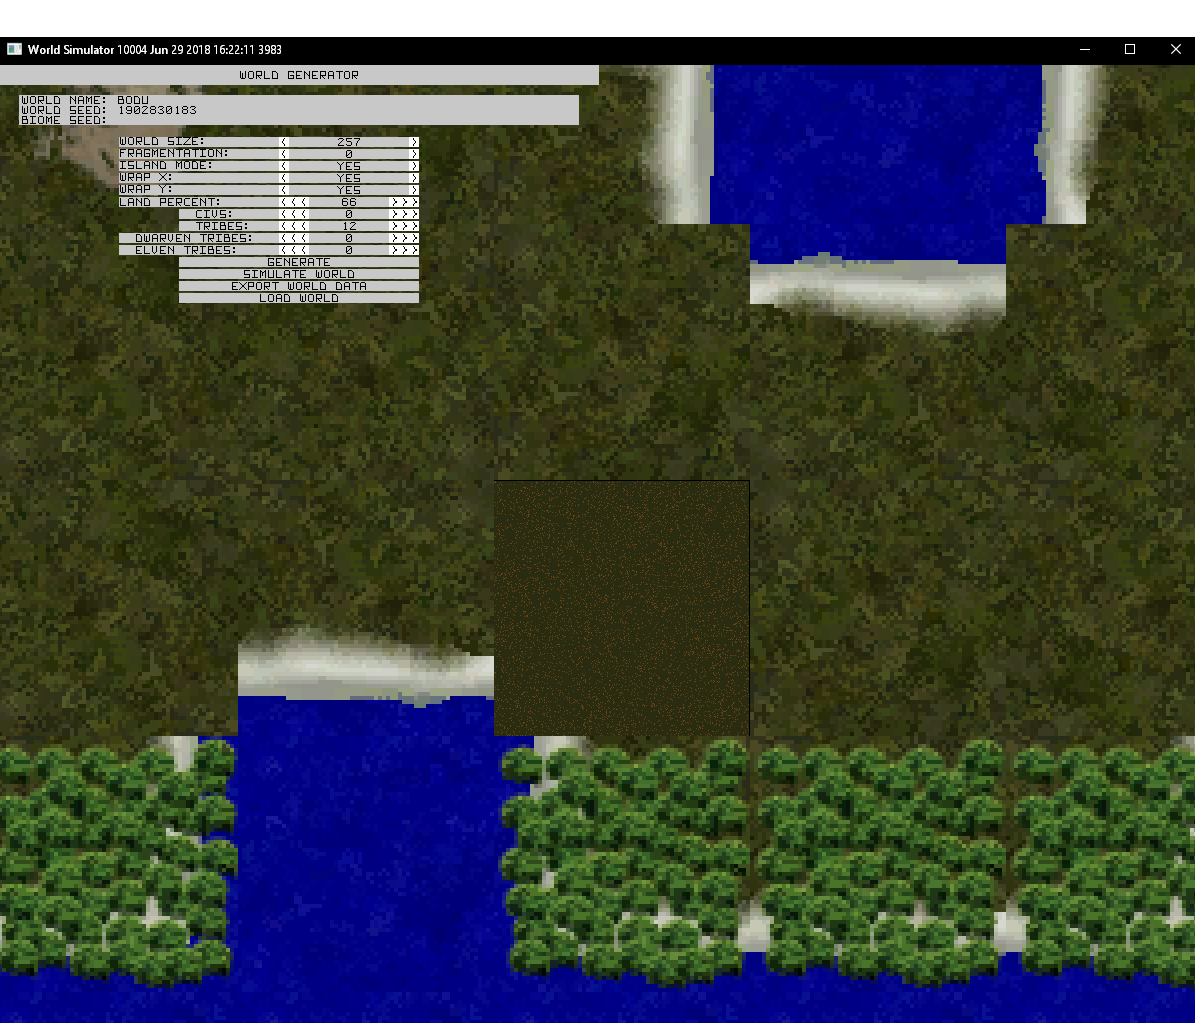 World Simulator 10004 Jun 29 2018 16:22:11 3983
WORLD GENERATOR
WORLD NAME: BODU
WORLD SEED: 1902830183
BIOME SEED:
WORLD SIZE: < 257 >
FRAGMENTATION: < 0 >
ISLAND MODE: < YES >
WRAP X: < YES >
WRAP Y: < YES >
LAND PERCENT: < < < 66 > > >
CIVS: < < < 0 > > >
TRIBES: < < < 12 > > >
DWARVEN TRIBES: < < < 0 > > >
ELVEN TRIBES: < < < 0 > > >
GENERATE
SIMULATE WORLD
EXPORT WORLD DATA
LOAD WORLD